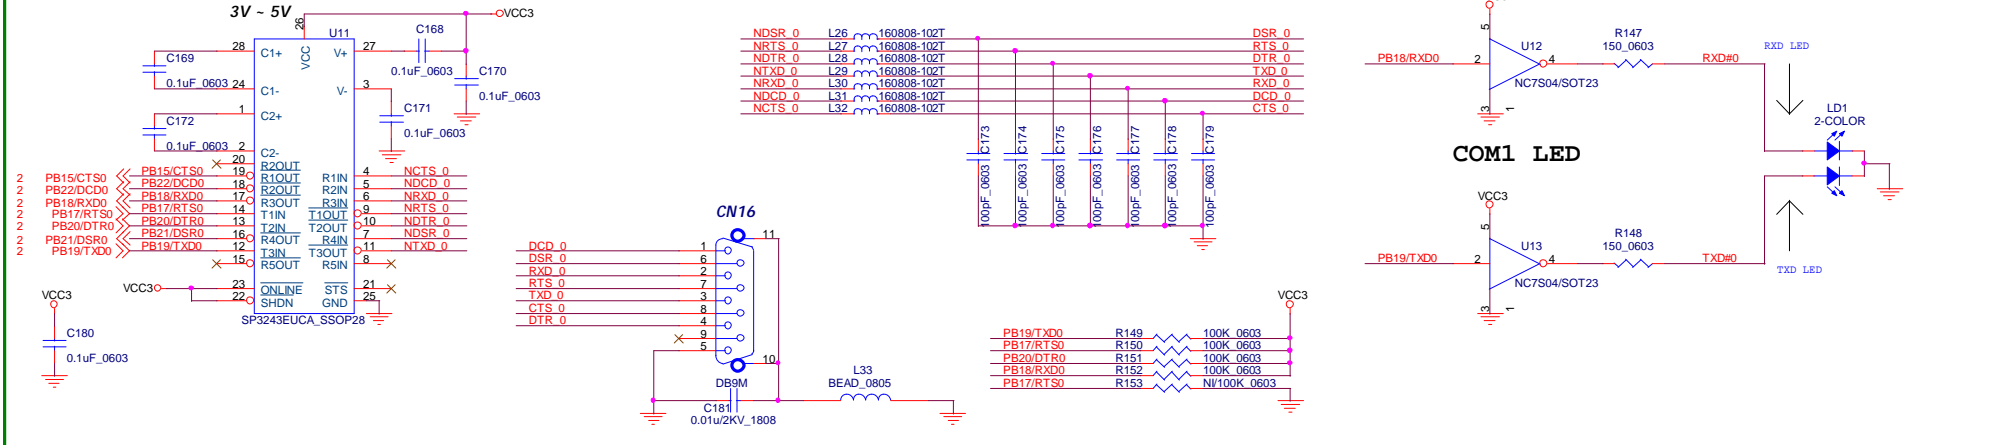 3V ~ 5V
VCC3
26
U11
C168
0.1uF_0603
C170
0.1uF_0603
28
C1+
VCC
V+
27
C169
0.1uF_0603
24
C1-
V-
3
C171
0.1uF_0603
1
C2+
C172
0.1uF_0603
2
C2-
20
R2OUT
2 PB15/CTS0 PB15/CTS0 19 R1OUT R1IN 4 NCTS_0
2 PB22/DCD0 PB22/DCD0 18 R2OUT R2IN 5 NDCD_0
2 PB18/RXD0 PB18/RXD0 17 R3OUT R3IN 6 NRXD_0
2 PB17/RTS0 PB17/RTS0 14 T1IN T1OUT 9 NRTS_0
2 PB20/DTR0 PB20/DTR0 13 T2IN T2OUT 10 NDTR_0
2 PB21/DSR0 PB21/DSR0 16 R4OUT R4IN 7 NDSR_0
2 PB19/TXD0 PB19/TXD0 12 T3IN T3OUT 11 NTXD_0
15 R5OUT R5IN 8
VCC3 23 ONLINE STS 21
22 SHDN GND 25
SP3243EUCA_SSOP28
VCC3
C180
0.1uF_0603
NDSR_0 L26 160808-102T DSR_0
NRTS_0 L27 160808-102T RTS_0
NDTR_0 L28 160808-102T DTR_0
NTXD_0 L29 160808-102T TXD_0
NRXD_0 L30 160808-102T RXD_0
NDCD_0 L31 160808-102T DCD_0
NCTS_0 L32 160808-102T CTS_0
100pF_0603 C173
100pF_0603 C174
100pF_0603 C175
100pF_0603 C176
100pF_0603 C177
100pF_0603 C178
100pF_0603 C179
CN16
11
DCD_0 1
DSR_0 6
RXD_0 2
RTS_0 7
TXD_0 3
CTS_0 8
DTR_0 4
9
5
10
DB9M
C181
0.01u/2KV_1808
L33
BEAD_0805
VCC3
PB19/TXD0 R149 100K_0603
PB17/RTS0 R150 100K_0603
PB20/DTR0 R151 100K_0603
PB18/RXD0 R152 100K_0603
PB17/RTS0 R153 NI/100K_0603
5
U12
PB18/RXD0 2
4
NC7S04/SOT23
3
1
R147
150_0603
RXD#0
RXD LED
LD1
2-COLOR
COM1 LED
VCC3
5
U13
PB19/TXD0 2
4
NC7S04/SOT23
3
1
R148
150_0603
TXD#0
TXD LED